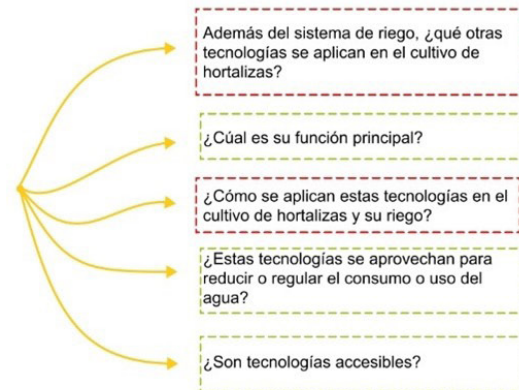 Además del sistema de riego, ¿qué otras
tecnologías se aplican en el cultivo de
hortalizas?
¿Cúal es su función principal?
¿Cómo se aplican estas tecnologías en el
cultivo de hortalizas y su riego?
¿Estas tecnologías se aprovechan para
reducir o regular el consumo o uso del
agua?
¿Son tecnologías accesibles?